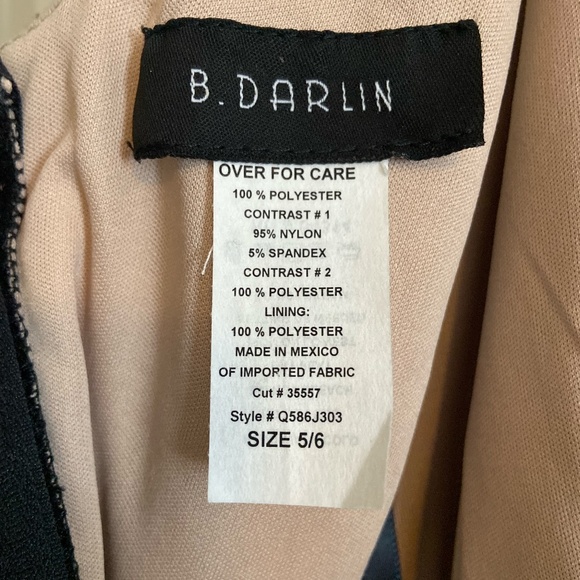 B. DARLIN
OVER FOR CARE
100 % POLYESTER
CONTRAST # 1
95% NYLON
5% SPANDEX
CONTRAST # 2
100 % POLYESTER
LINING:
100 % POLYESTER
MADE IN MEXICO
OF IMPORTED FABRIC
Cut # 35557
Style # Q586J303
SIZE 5/6